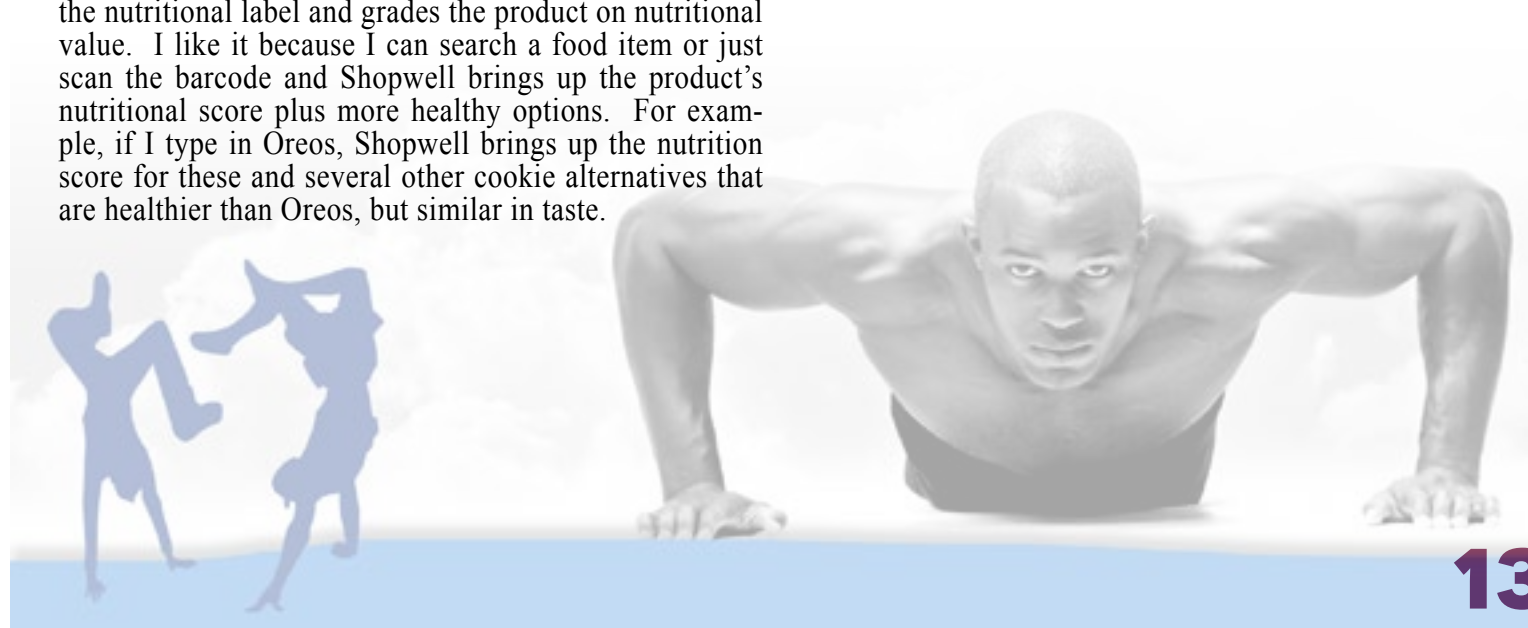 the nutritional label and grades the product on nutritional
value.  I like it because I can search a food item or just
scan the barcode and Shopwell brings up the product’s
nutritional score plus more healthy options.  For exam-
ple, if I type in Oreos, Shopwell brings up the nutrition
score for these and several other cookie alternatives that
are healthier than Oreos, but similar in taste.
13